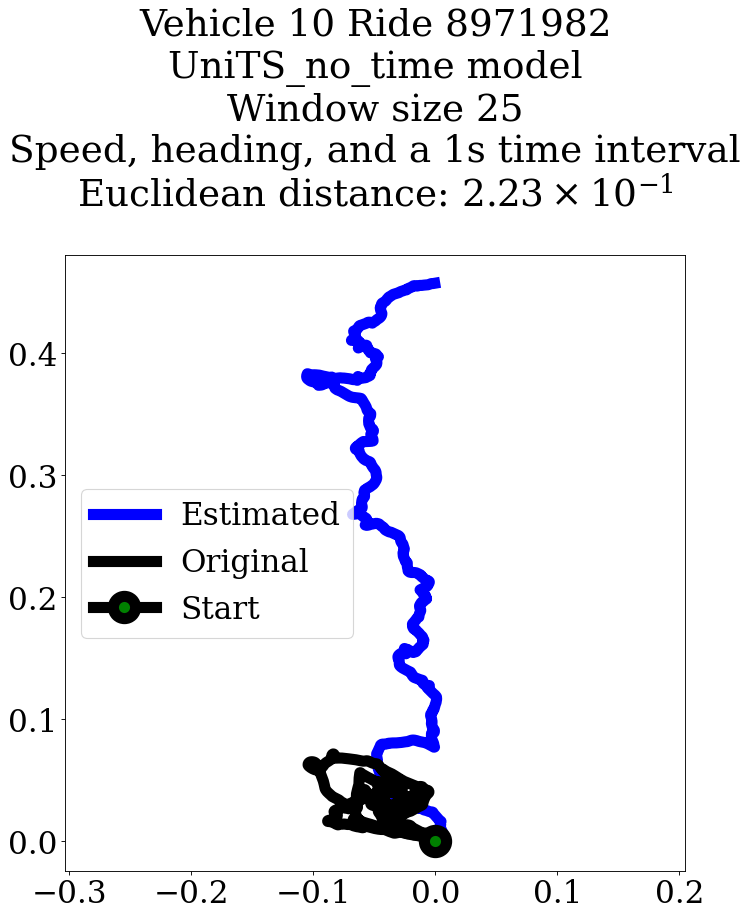 Vehicle 10 Ride 8971982
UniTS_no_time model
Window size 25
Speed, heading, and a 1s time interval
Euclidean distance: 2.23 × 10⁻¹
0.4
0.3
Estimated
Original
0.2
Start
0.1
0.0
−0.3 −0.2 −0.1 0.0 0.1 0.2